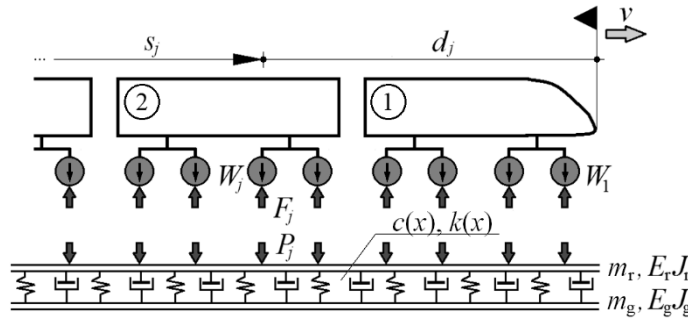 ... s_j d_j v
2 1
W_j W_1
F_j
P_j c(x), k(x)
m_r, E_rJ_r
m_g, E_gJ_g